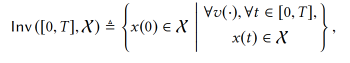 Inv([0, T], 𝒳) ≜ { x(0) ∈ 𝒳 | ∀v(·), ∀t ∈ [0, T],
x(t) ∈ 𝒳 },